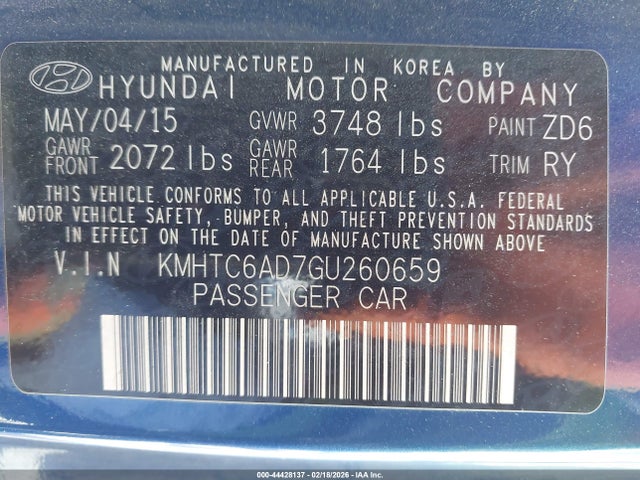 MANUFACTURED IN KOREA BY
HYUNDAI MOTOR COMPANY
MAY/04/15 GVWR 3748 lbs PAINT ZD6
GAWR FRONT 2072 lbs GAWR REAR 1764 lbs TRIM RY
THIS VEHICLE CONFORMS TO ALL APPLICABLE U.S.A. FEDERAL
MOTOR VEHICLE SAFETY, BUMPER, AND THEFT PREVENTION STANDARDS
IN EFFECT ON THE DATE OF MANUFACTURE SHOWN ABOVE
V.I.N KMHTC6AD7GU260659
PASSENGER CAR
000-44428137 - 02/18/2026 - IAA Inc.